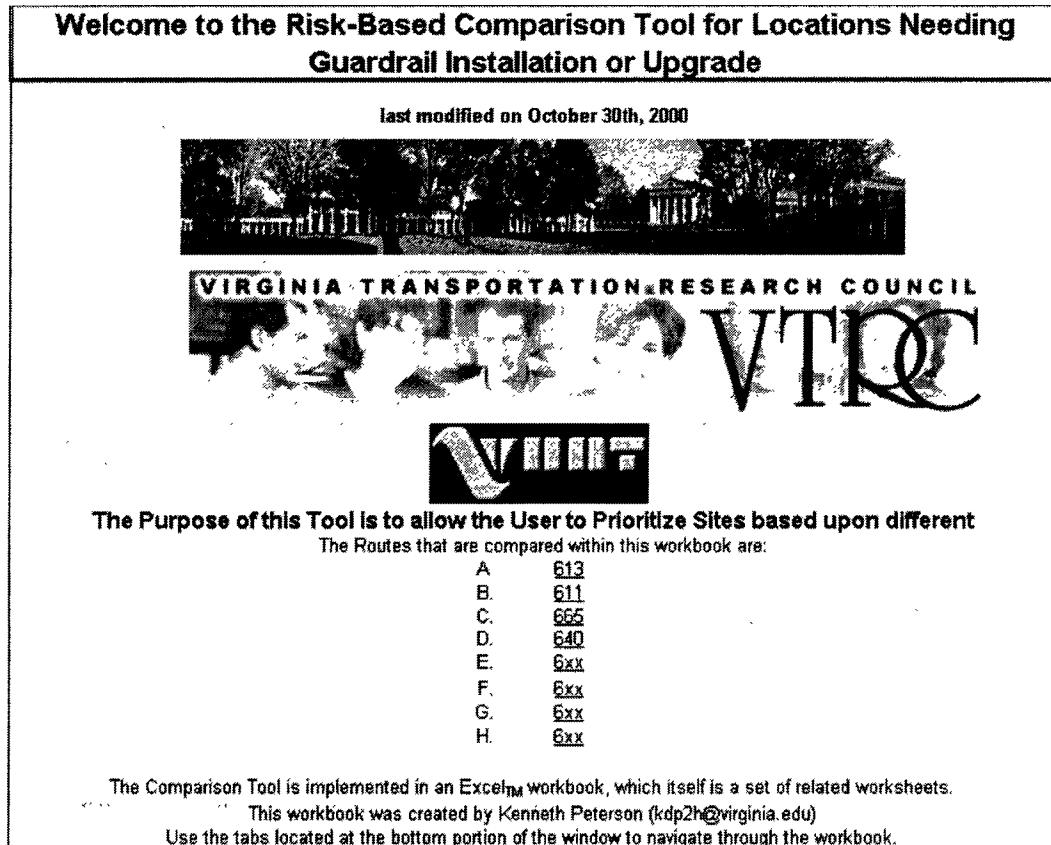 Welcome to the Risk-Based Comparison Tool for Locations Needing
Guardrail Installation or Upgrade
last modified on October 30th, 2000
VIRGINIA TRANSPORTATION RESEARCH COUNCIL
VTRC
The Purpose of this Tool is to allow the User to Prioritize Sites based upon different
The Routes that are compared within this workbook are:
A 613
B. 611
C. 665
D. 640
E. 6xx
F. 6xx
G. 6xx
H. 6xx
The Comparison Tool is implemented in an ExcelTM workbook, which itself is a set of related worksheets.
This workbook was created by Kenneth Peterson (kdp2h@virginia.edu)
Use the tabs located at the bottom portion of the window to navigate through the workbook.